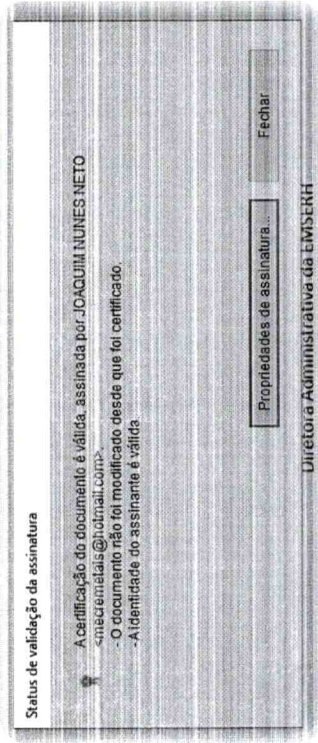 Status de validação da assinatura
A certificação do documento é válida, assinada por JOAQUIM NUNES NETO
<mecremetais@hotmail.com>.
- O documento não foi modificado desde que foi certificado.
- A identidade do assinante é válida.
Propriedades de assinatura...
Fechar
Diretora Administrativa da EMSERH